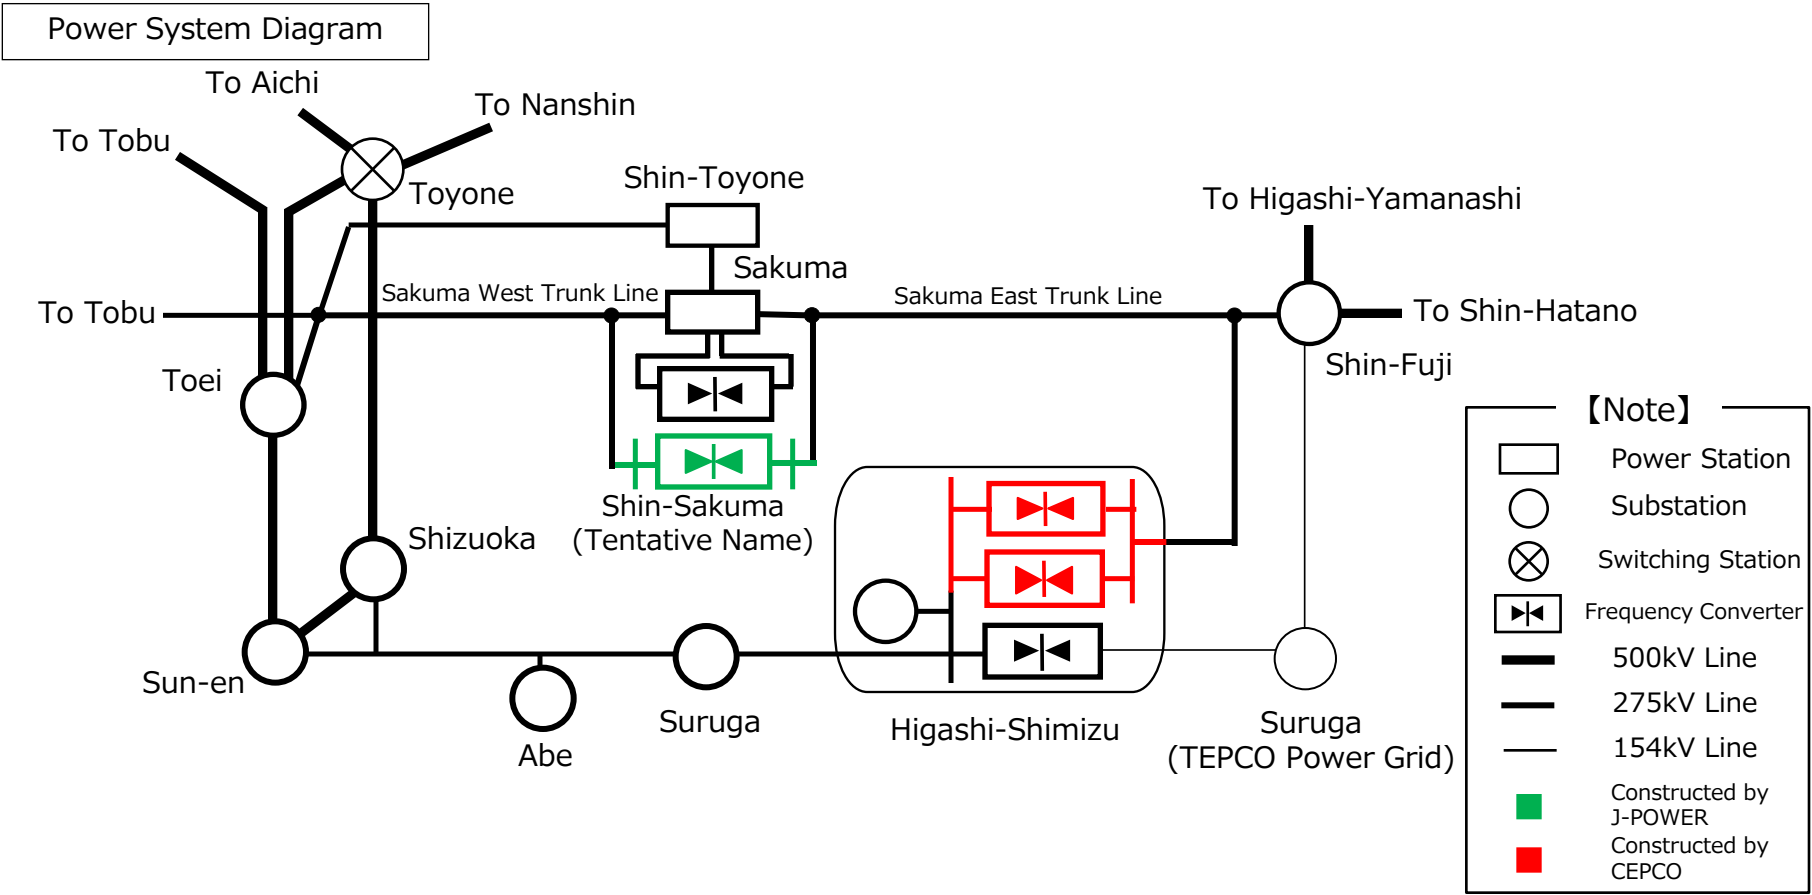 Power System Diagram
To Aichi
To Nanshin
To Tobu
Toyone
Shin-Toyone
To Higashi-Yamanashi
Sakuma
Sakuma West Trunk Line
Sakuma East Trunk Line
To Tobu
To Shin-Hatano
Shin-Fuji
Toei
Shin-Sakuma
(Tentative Name)
Shizuoka
Sun-en
Abe
Suruga
Higashi-Shimizu
Suruga
(TEPCO Power Grid)
【Note】
Power Station
Substation
Switching Station
Frequency Converter
500kV Line
275kV Line
154kV Line
Constructed by
J-POWER
Constructed by
CEPCO